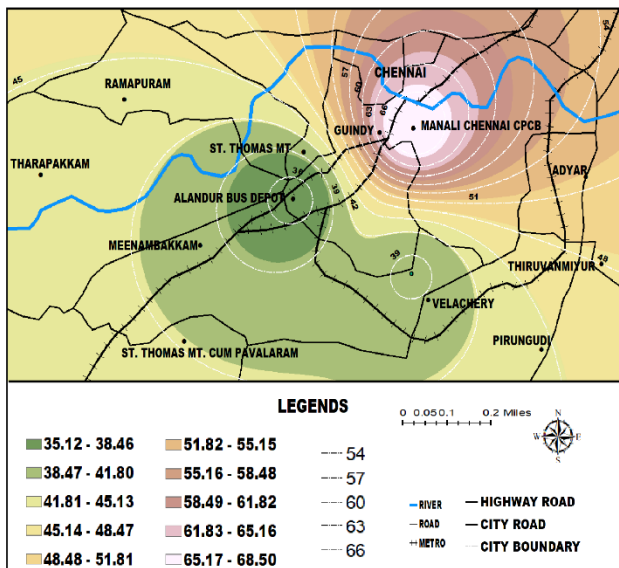 54
45
RAMAPURAM
57
60
63
66
CHENNAI
GUINDY
MANALI CHENNAI CPCB
ST. THOMAS MT.
THARAPAKKAM
36
39
42
ADYAR
ALANDUR BUS DEPOT
51
MEENAMBAKKAM
39
48
THIRUVANMIYUR
VELACHERY
ST. THOMAS MT. CUM PAVALARAM
PIRUNGUDI
LEGENDS
0 0.05 0.1 0.2 Miles
N
W E
S
35.12 - 38.46
38.47 - 41.80
41.81 - 45.13
45.14 - 48.47
48.48 - 51.81
51.82 - 55.15
55.16 - 58.48
58.49 - 61.82
61.83 - 65.16
65.17 - 68.50
54
57
60
63
66
RIVER
ROAD
METRO
HIGHWAY ROAD
CITY ROAD
CITY BOUNDARY